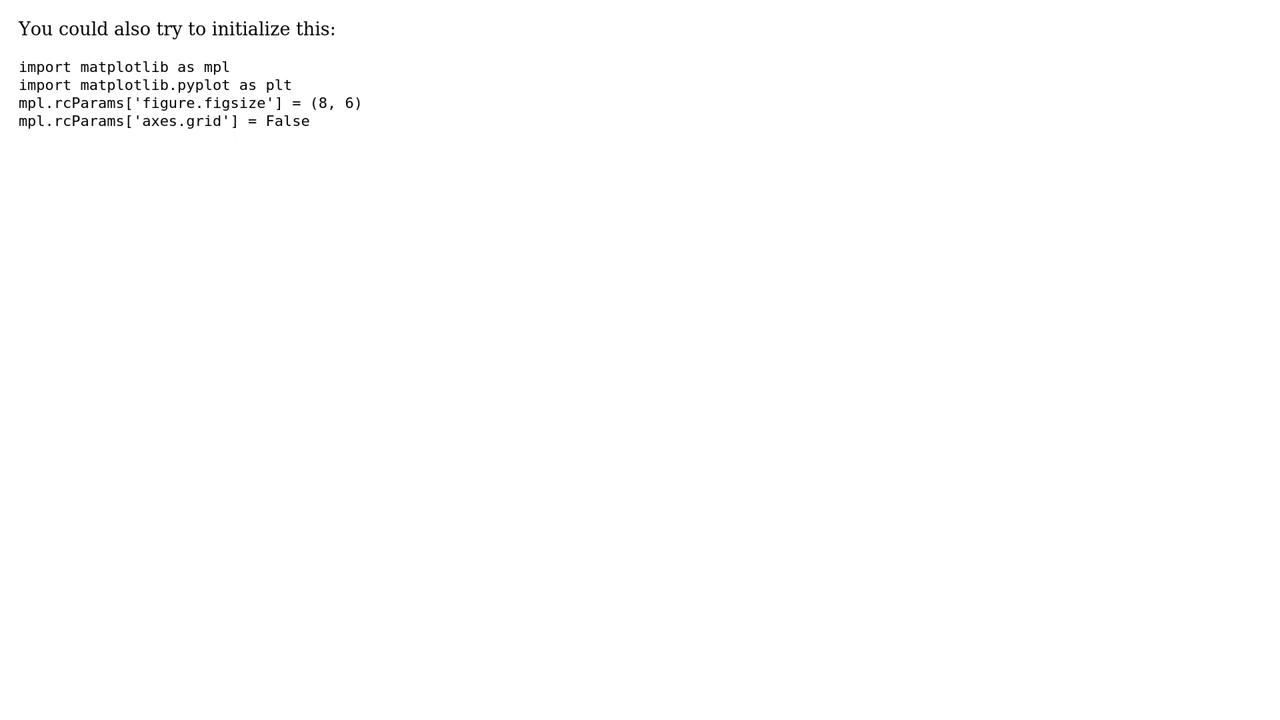 You could also try to initialize this:
import matplotlib as mpl
import matplotlib.pyplot as plt
mpl.rcParams['figure.figsize'] = (8, 6)
mpl.rcParams['axes.grid'] = False